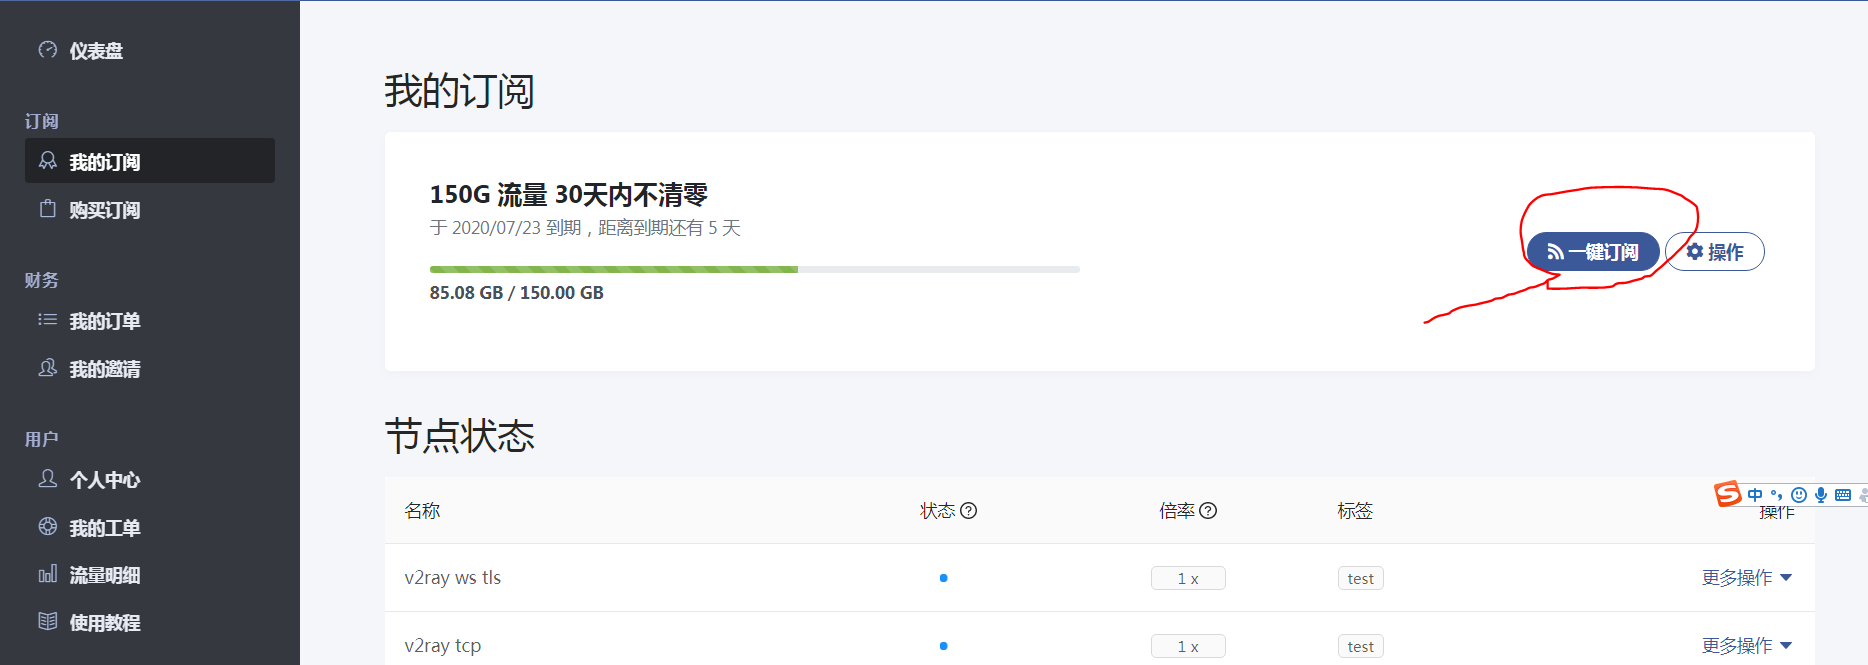 仪表盘
订阅
我的订阅
购买订阅
财务
我的订单
我的邀请
用户
个人中心
我的工单
流量明细
使用教程
我的订阅
150G 流量 30天内不清零
于 2020/07/23 到期，距离到期还有 5 天
85.08 GB / 150.00 GB
一键订阅
操作
节点状态
名称 状态 倍率 标签 操作
中
v2ray ws tls 1 x test 更多操作
v2ray tcp 1 x test 更多操作